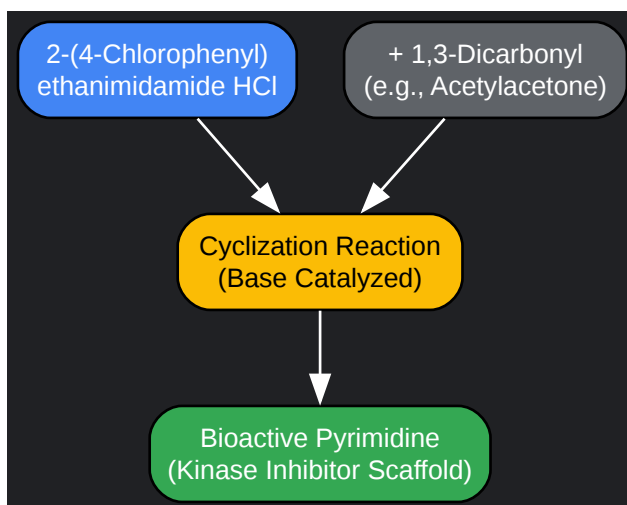 2-(4-Chlorophenyl)
ethanimidamide HCl
+ 1,3-Dicarbonyl
(e.g., Acetylacetone)
Cyclization Reaction
(Base Catalyzed)
Bioactive Pyrimidine
(Kinase Inhibitor Scaffold)